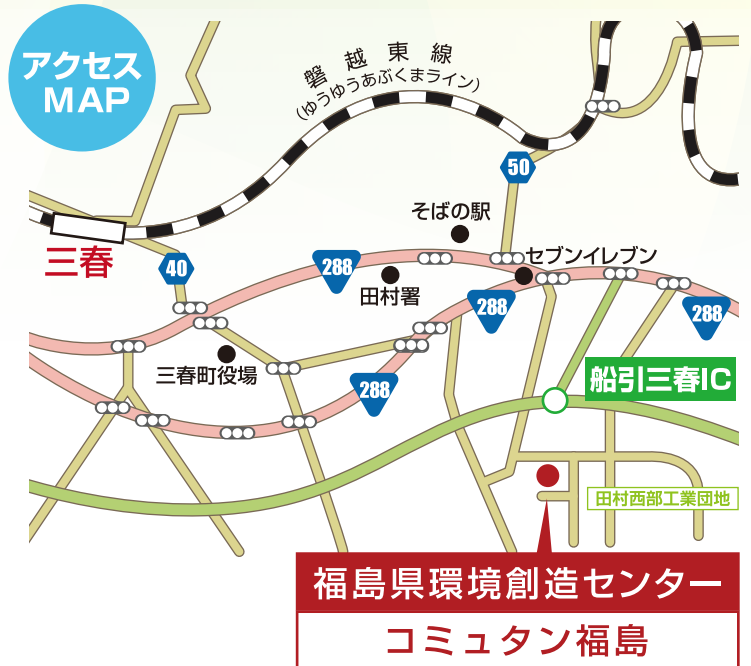 アクセス
MAP
磐越東線
(ゆうゆうあぶくまライン)
50
そばの駅
三春
40
288
セブンイレブン
田村署
288
288
三春町役場
288
船引三春IC
田村西部工業団地
福島県環境創造センター
コミュタン福島